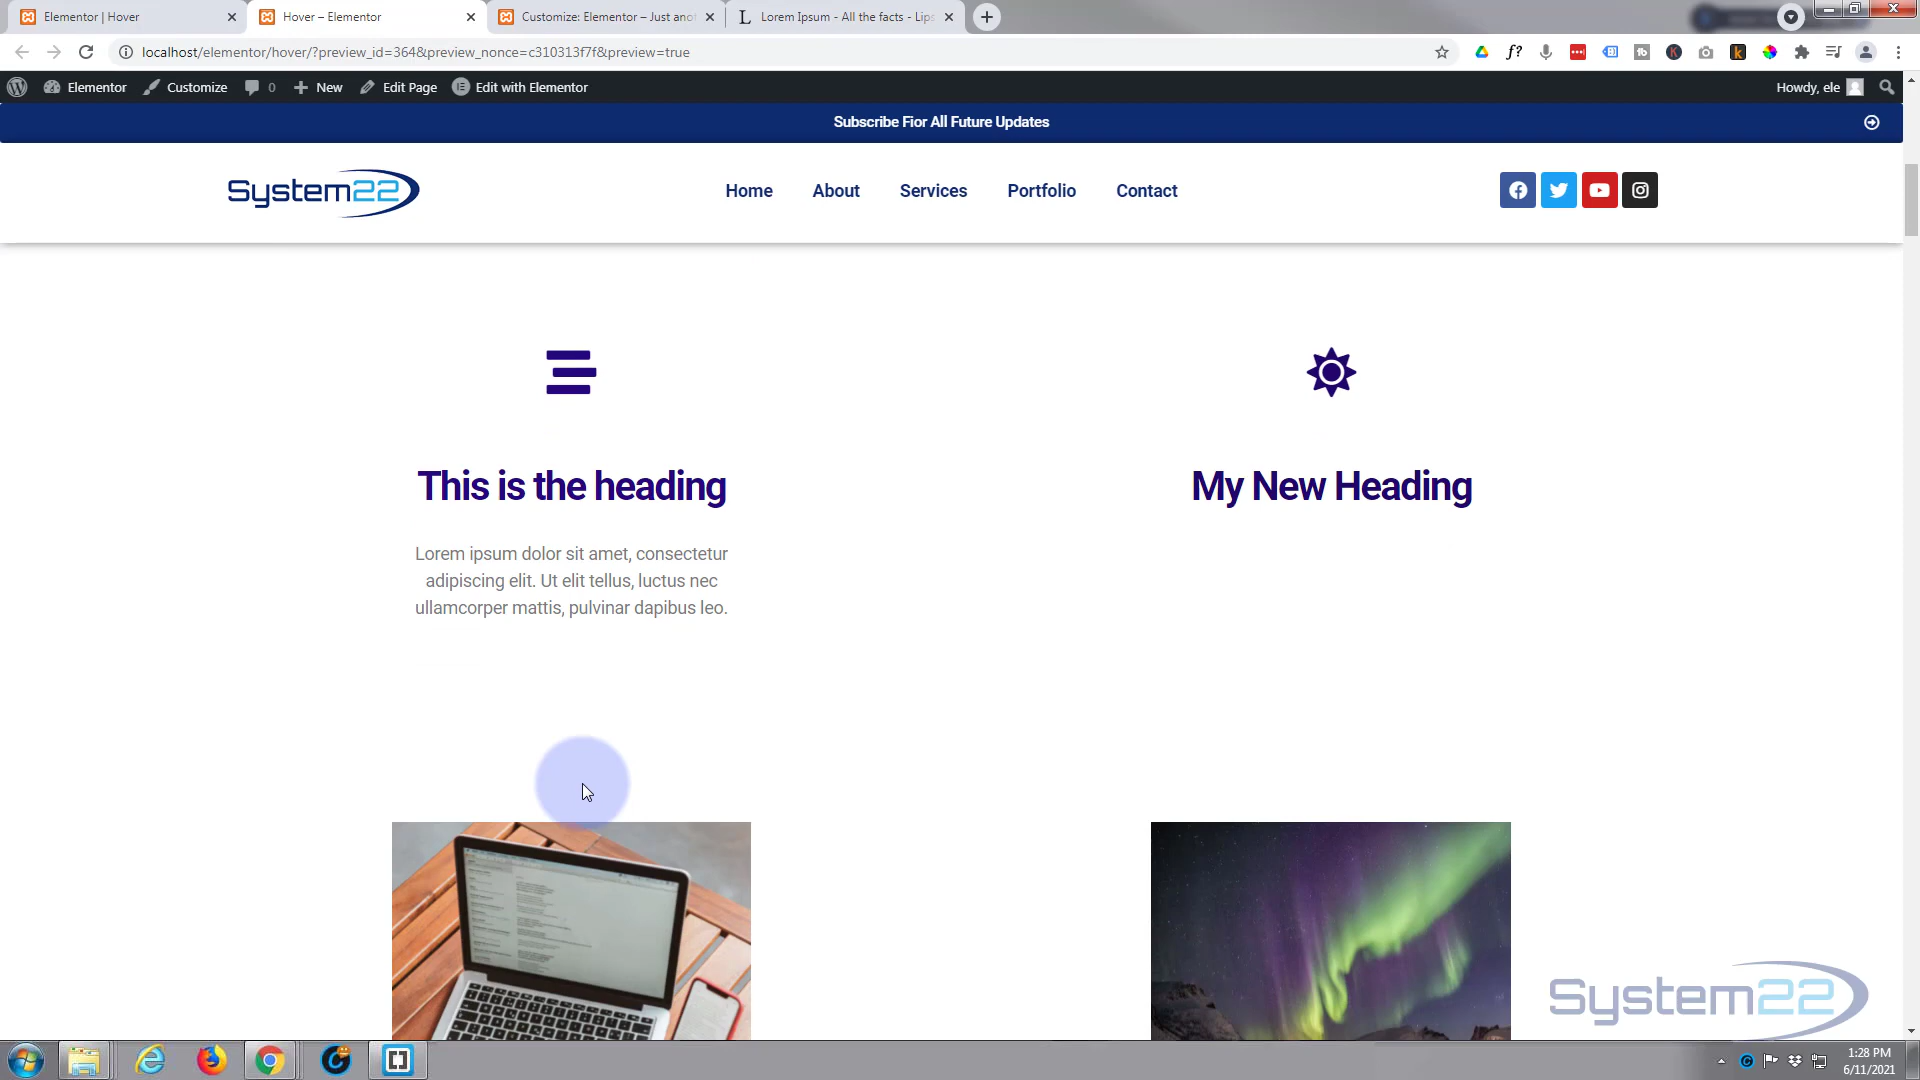 Elementor | Hover
Hover – Elementor
Customize: Elementor – Just ano
Lorem Ipsum - All the facts - Lips
localhost/elementor/hover/?preview_id=364&preview_nonce=c310313f7f&preview=true
Elementor
Customize
0
New
Edit Page
Edit with Elementor
Howdy, ele
Subscribe Fior All Future Updates
System22
Home
About
Services
Portfolio
Contact
This is the heading
My New Heading
Lorem ipsum dolor sit amet, consectetur
adipiscing elit. Ut elit tellus, luctus nec
ullamcorper mattis, pulvinar dapibus leo.
System22
1:28 PM
6/11/2021